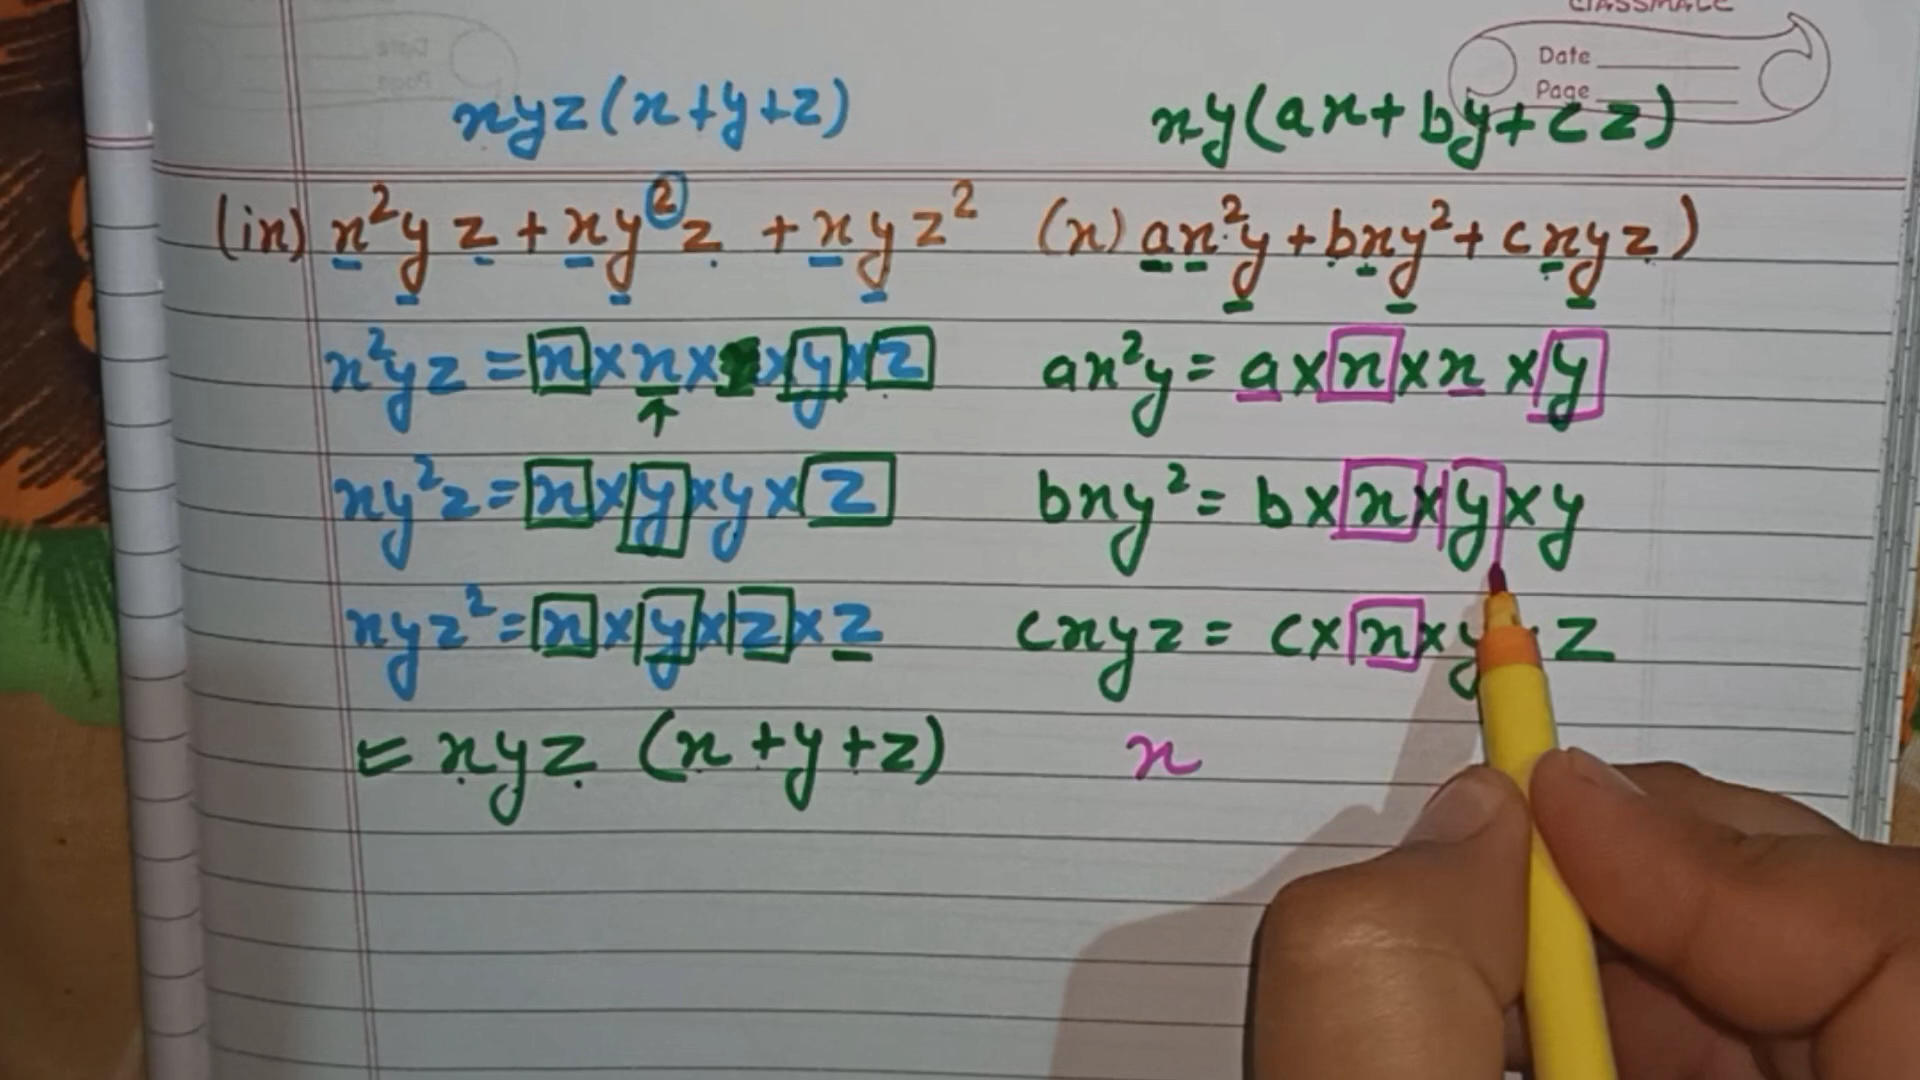 CLASSMATE
Date
Page
xyz(x+y+z)
xy(ax+by+cz)
(ix) x²yz + xy²z + xyz²
(x) ax²y + bxy² + cxyz)
x²yz = x × x × × y × z
ax²y = a × x × x × y
xy²z = x × y × y × z
bxy² = b × x × y × y
xyz² = x × y × z × z
cxyz = c × x × y z
= xyz (x+y+z)
x